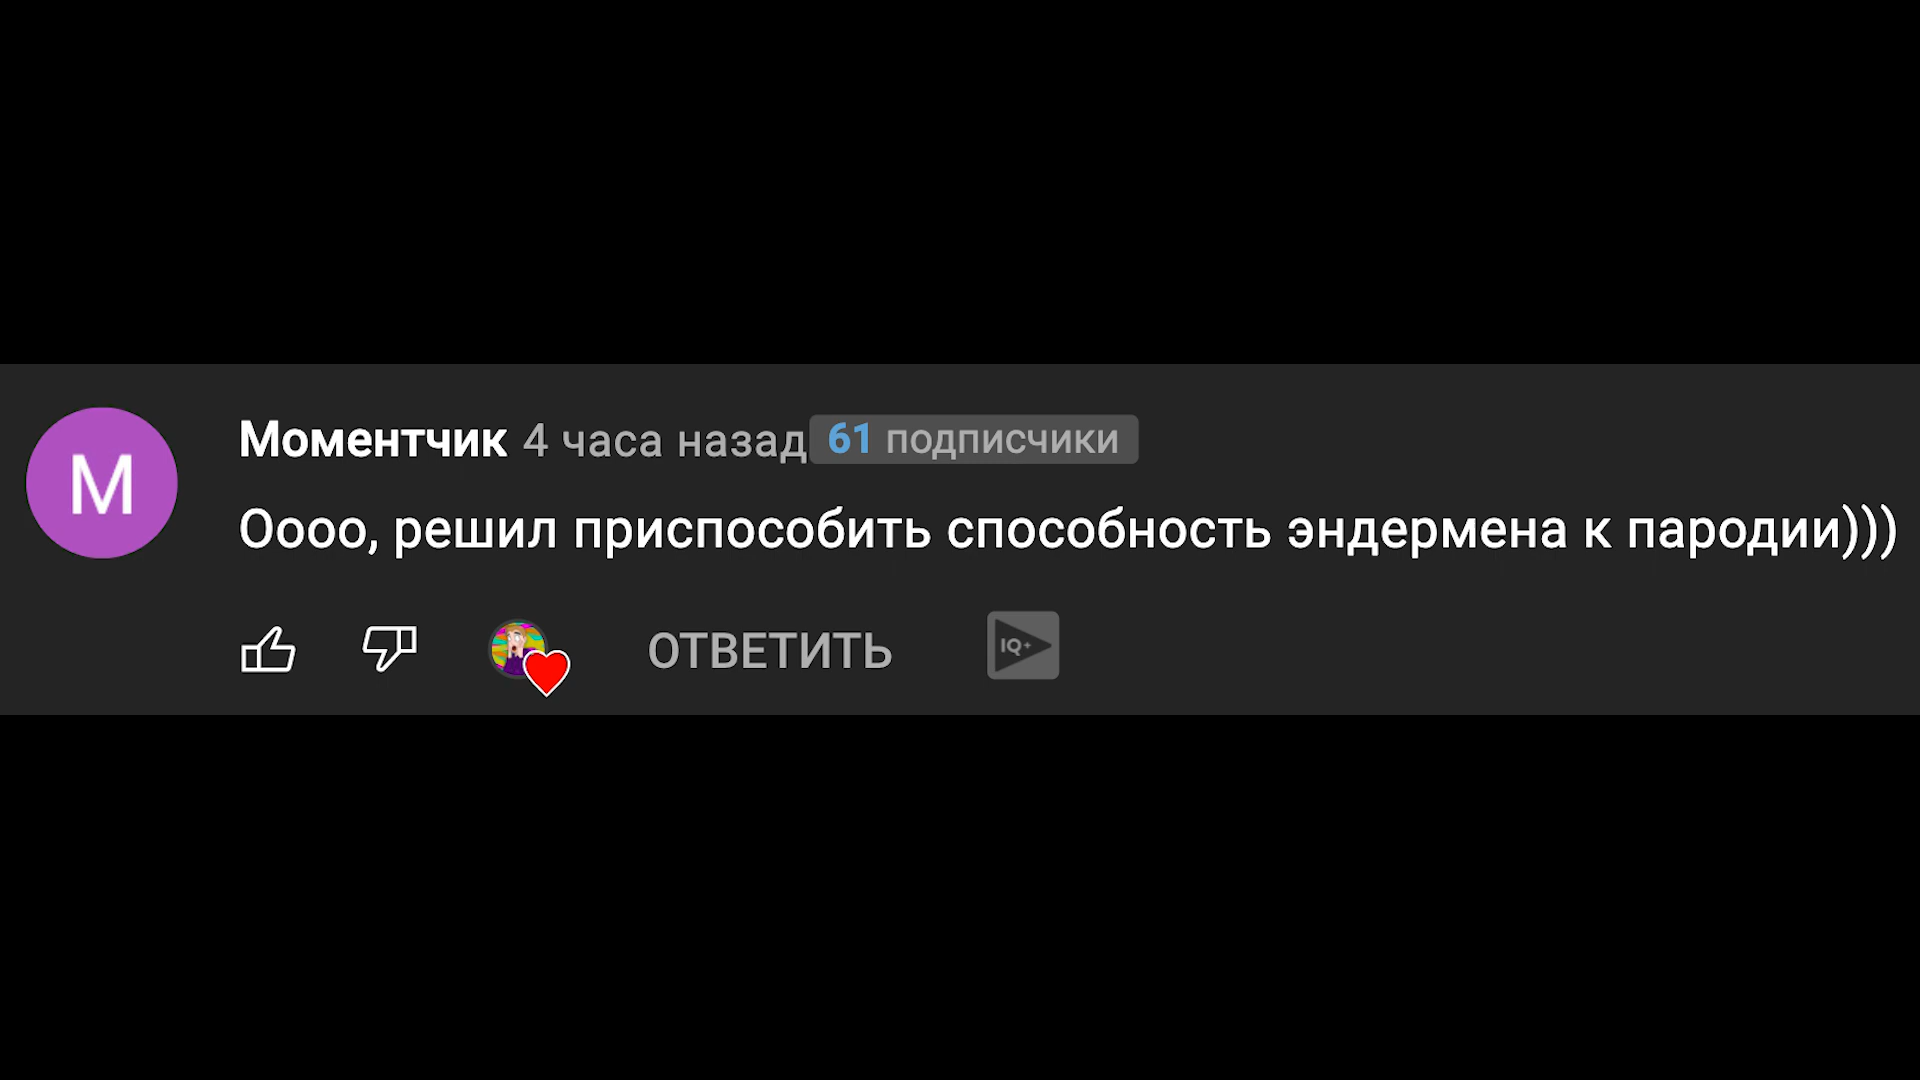 М
Моментчик 4 часа назад 61 подписчики
Оооо, решил приспособить способность эндермена к пародии)))
ОТВЕТИТЬ IQ+